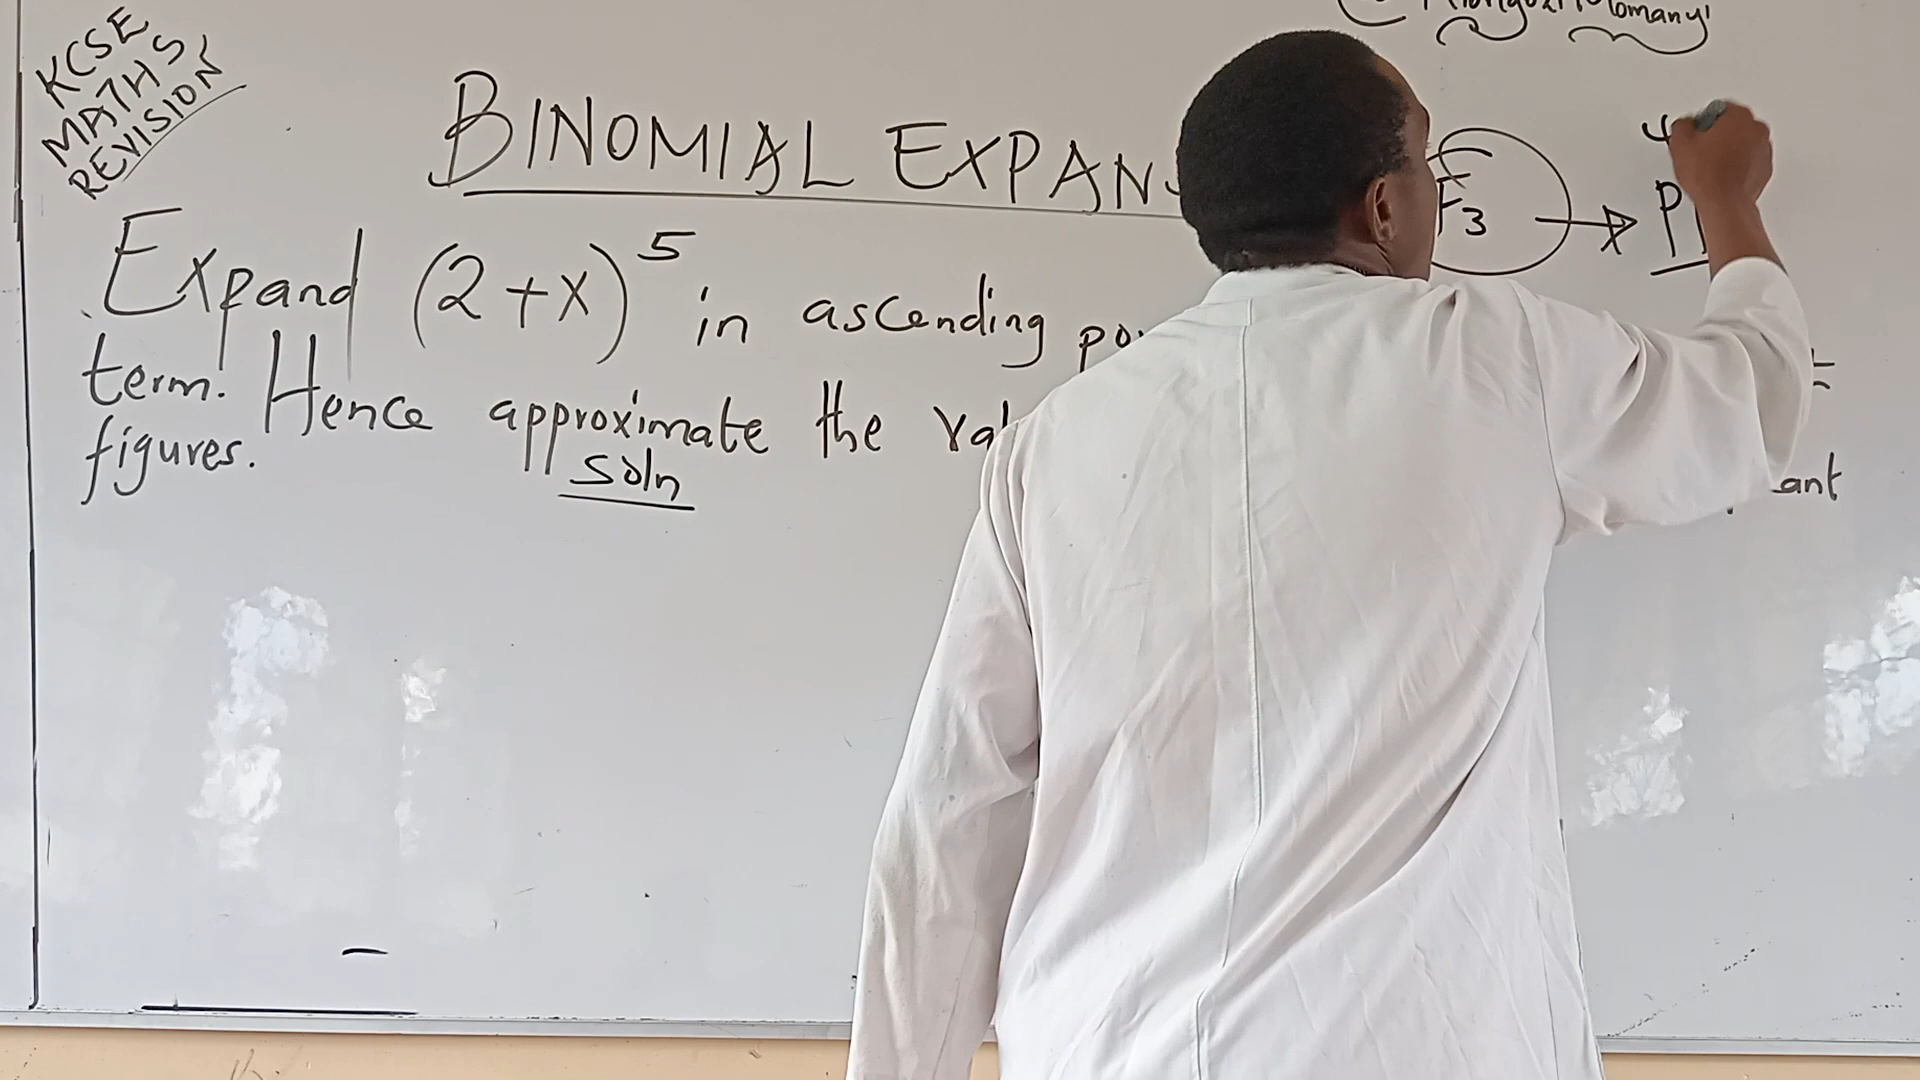 KCSE
MATHS
REVISION
BINOMIAL EXPANS
Expand (2+x)^5 in ascending po
term. Hence approximate the Val
figures.
ant
soln
F3